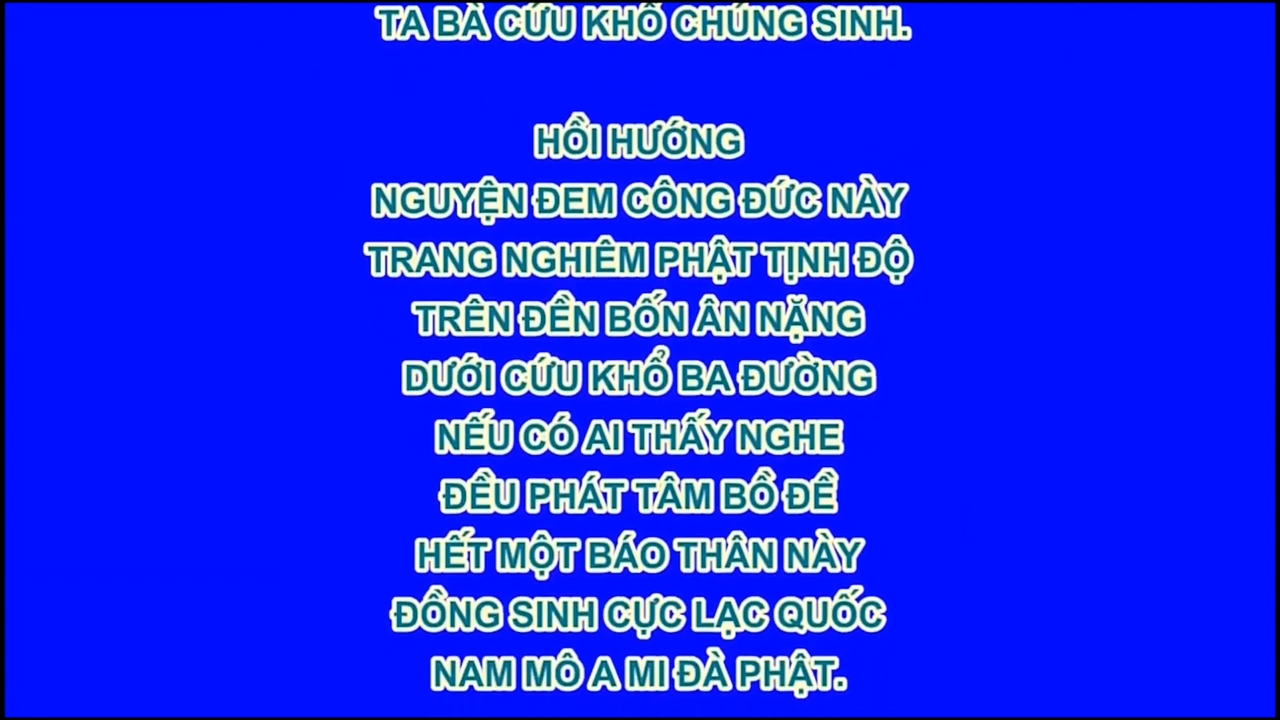 TA BÀ CỨU KHỔ CHÚNG SINH.
HỒI HƯỚNG
NGUYỆN ĐEM CÔNG ĐỨC NÀY
TRANG NGHIÊM PHẬT TỊNH ĐỘ
TRÊN ĐỀN BỐN ÂN NẶNG
DƯỚI CỨU KHỔ BA ĐƯỜNG
NẾU CÓ AI THẤY NGHE
ĐỀU PHÁT TÂM BỒ ĐỀ
HẾT MỘT BÁO THÂN NÀY
ĐỒNG SINH CỰC LẠC QUỐC
NAM MÔ A MI ĐÀ PHẬT.